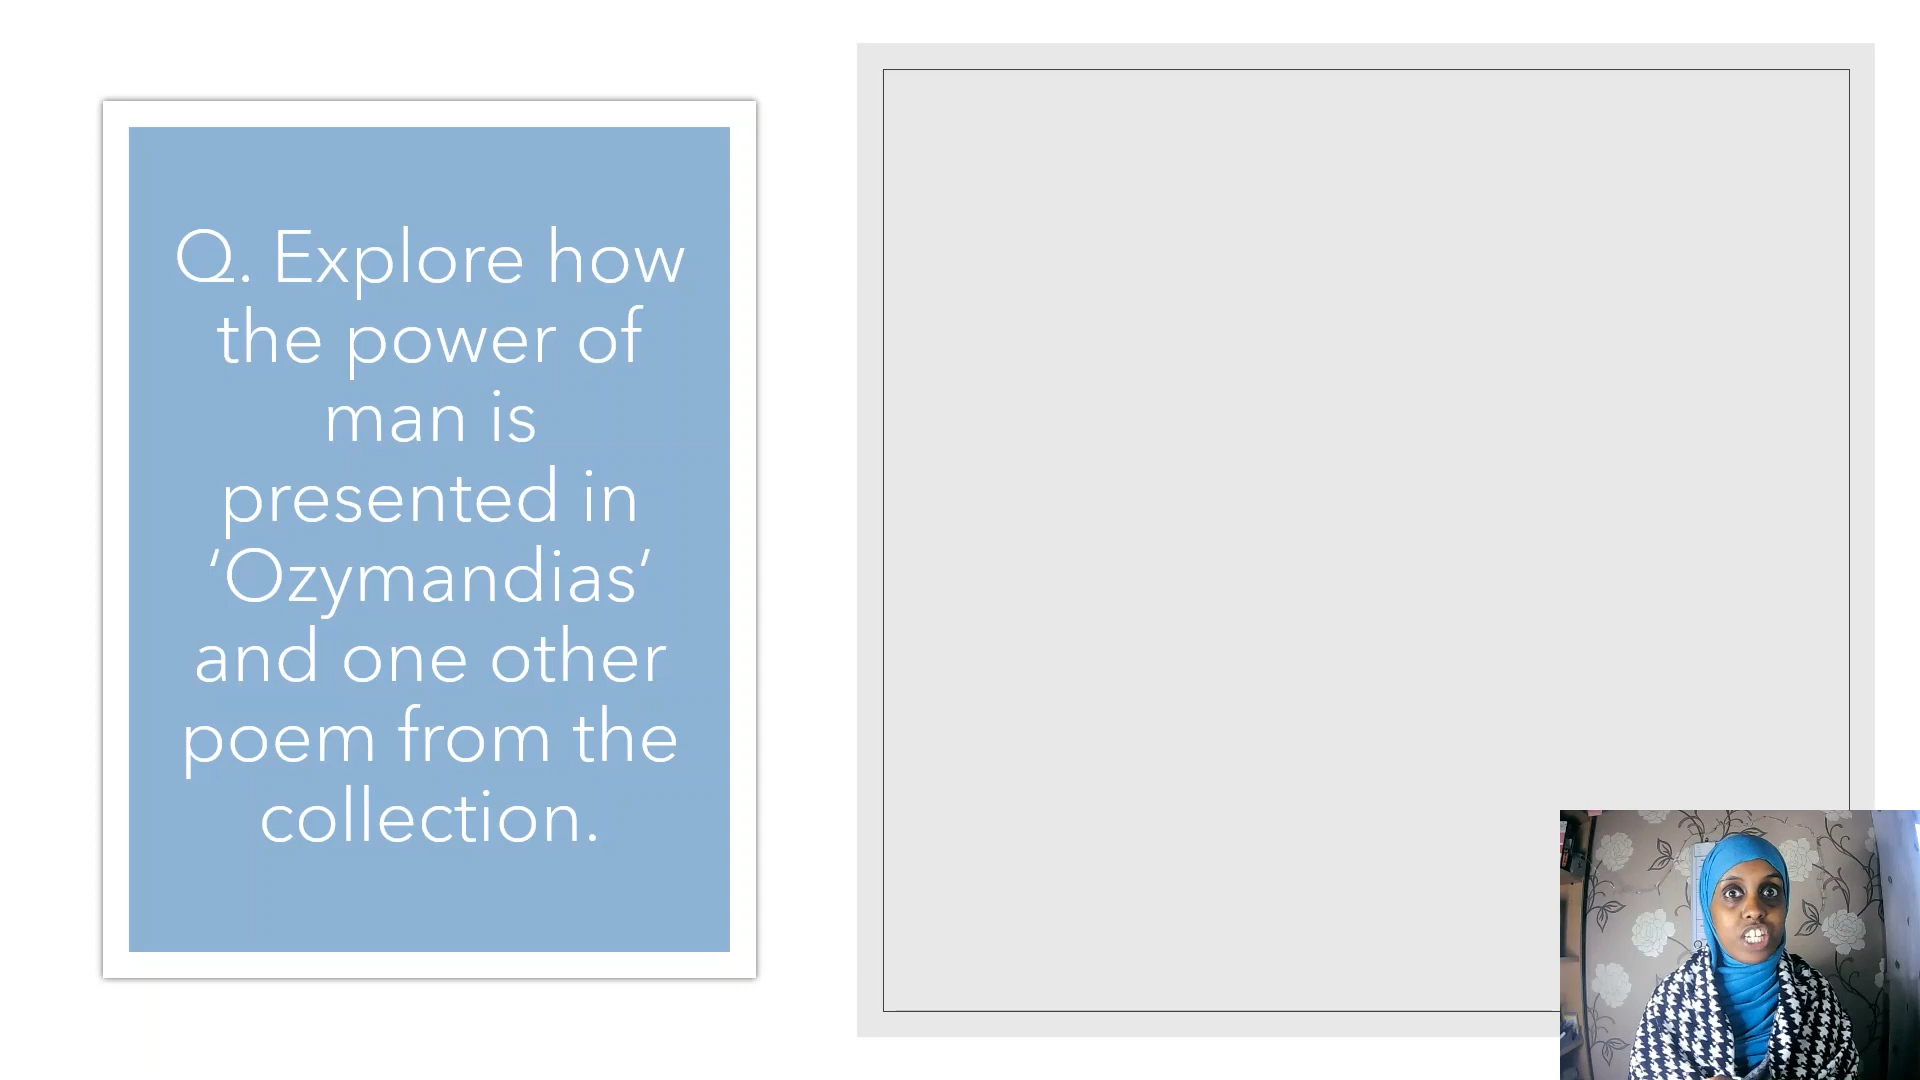 Q. Explore how
the power of
man is
presented in
‘Ozymandias’
and one other
poem from the
collection.